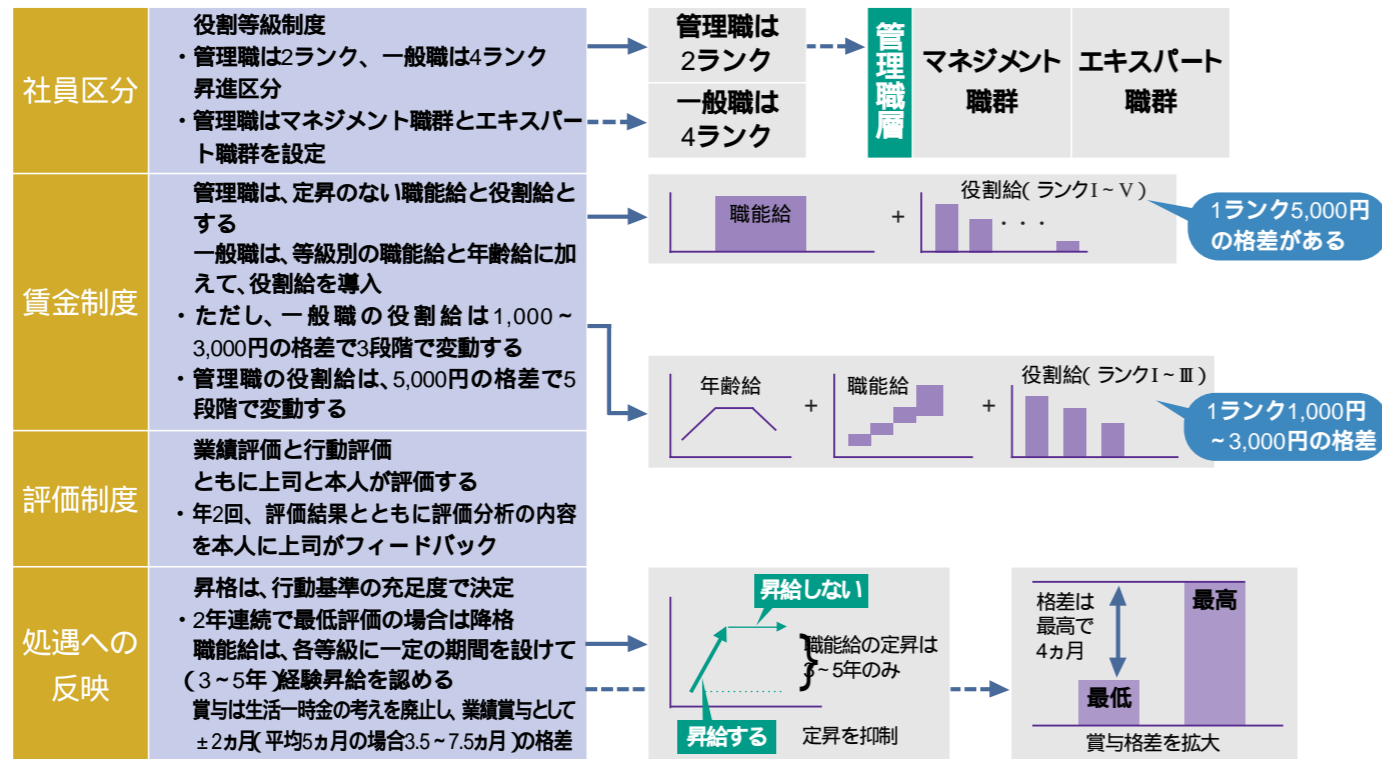 社員区分
役割等級制度
・管理職は2ランク、一般職は4ランク
昇進区分
・管理職はマネジメント職群とエキスパー
ト職群を設定
管理職は
2ランク
一般職は
4ランク
管理職層
マネジメント
職群
エキスパート
職群
賃金制度
管理職は、定昇のない職能給と役割給と
する
一般職は、等級別の職能給と年齢給に加
えて、役割給を導入
・ただし、一般職の役割給は1,000~
3,000円の格差で3段階で変動する
・管理職の役割給は、5,000円の格差で5
段階で変動する
職能給
+
役割給(ランクⅠ~Ⅴ)
・・・
1ランク5,000円
の格差がある
年齢給
+
職能給
+
役割給(ランクⅠ~Ⅲ)
1ランク1,000円
~3,000円の格差
評価制度
業績評価と行動評価
ともに上司と本人が評価する
・年2回、評価結果とともに評価分析の内容
を本人に上司がフィードバック
処遇への
反映
昇格は、行動基準の充足度で決定
・2年連続で最低評価の場合は降格
職能給は、各等級に一定の期間を設けて
(3~5年)経験昇給を認める
賞与は生活一時金の考えを廃止し、業績賞与として
±2ヵ月(平均5ヵ月の場合3.5~7.5ヵ月)の格差
昇給しない
職能給の定昇は
3~5年のみ
昇給する
定昇を抑制
格差は
最高で
4ヵ月
最高
最低
賞与格差を拡大